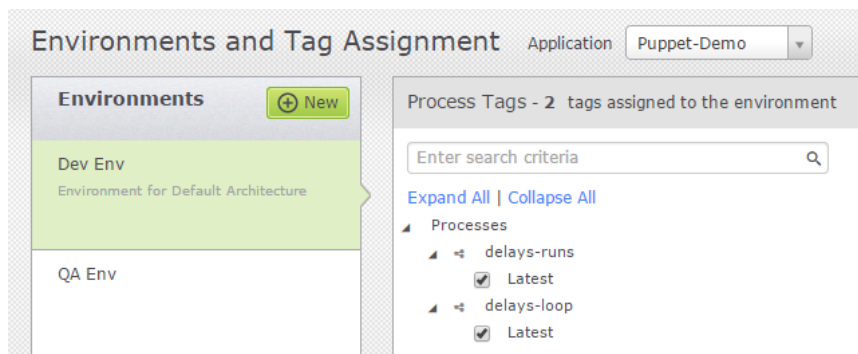 Environments and Tag Assignment Application Puppet-Demo
Environments New
Dev Env
Environment for Default Architecture
QA Env
Process Tags - 2 tags assigned to the environment
Enter search criteria
Expand All | Collapse All
Processes
delays-runs
Latest
delays-loop
Latest